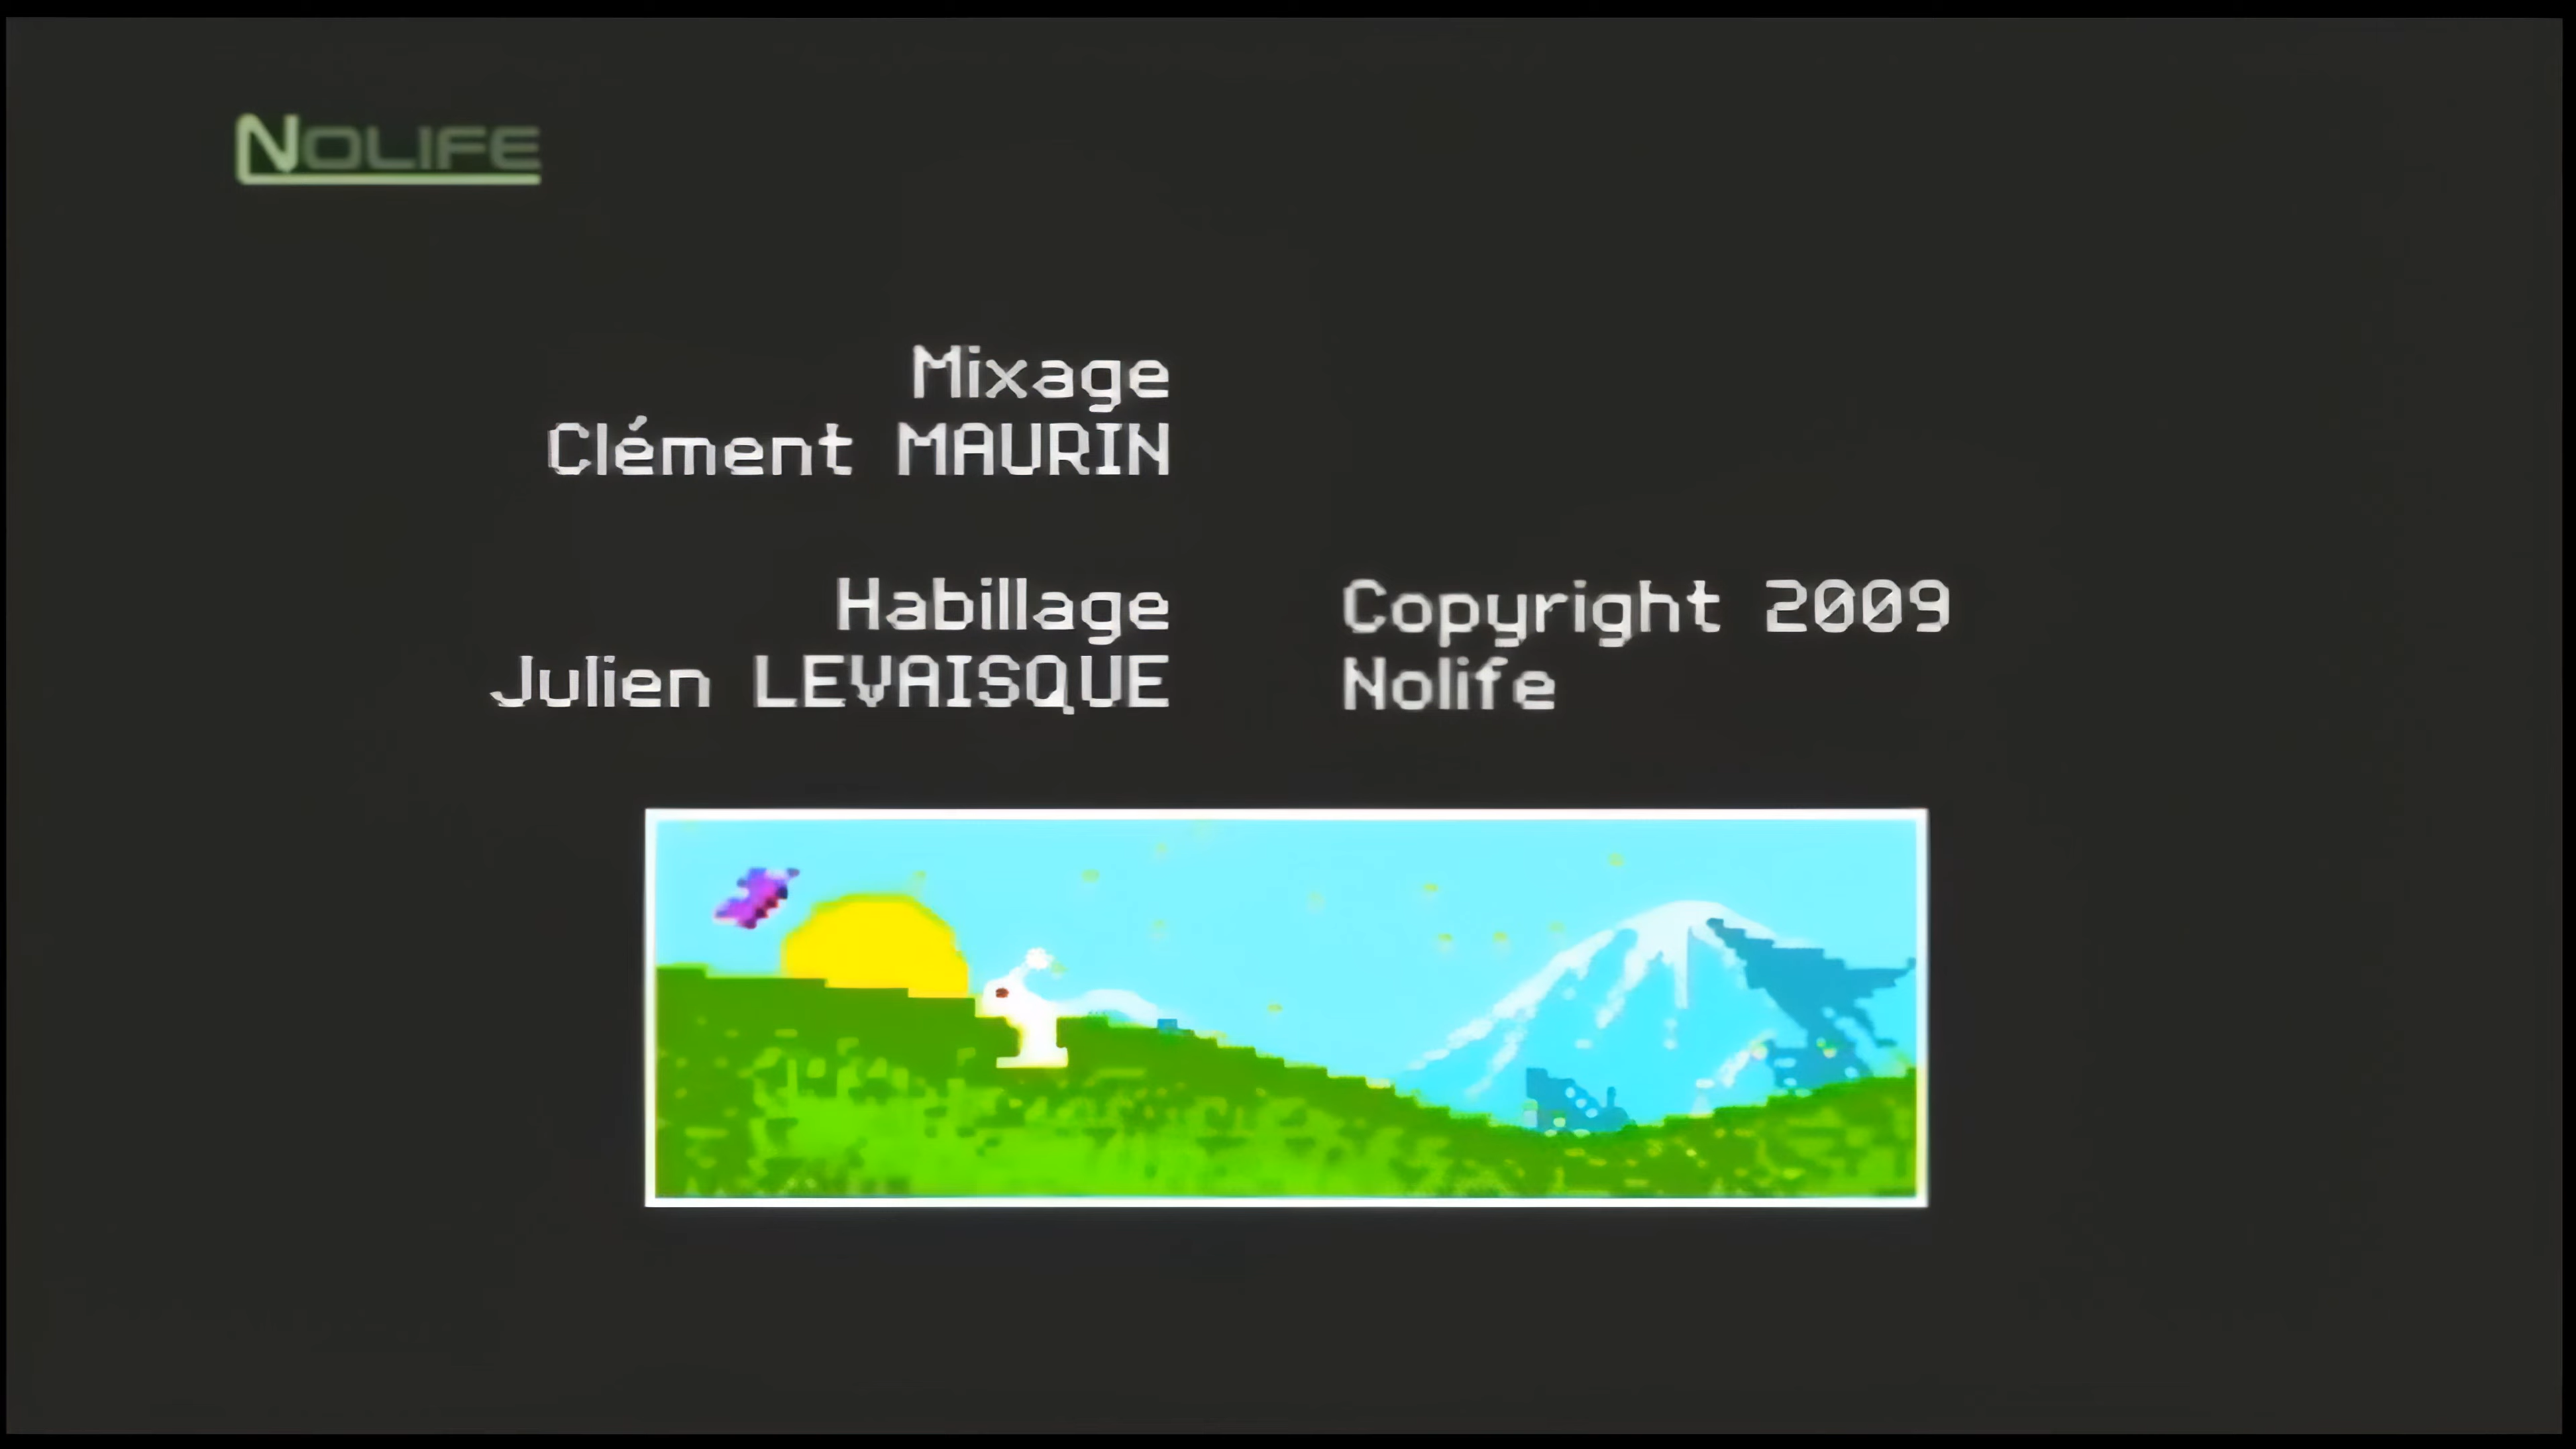 NOLIFE
Mixage
Clément MAURIN
Habillage
Julien LEVAISQUE
Copyright 2009
Nolife